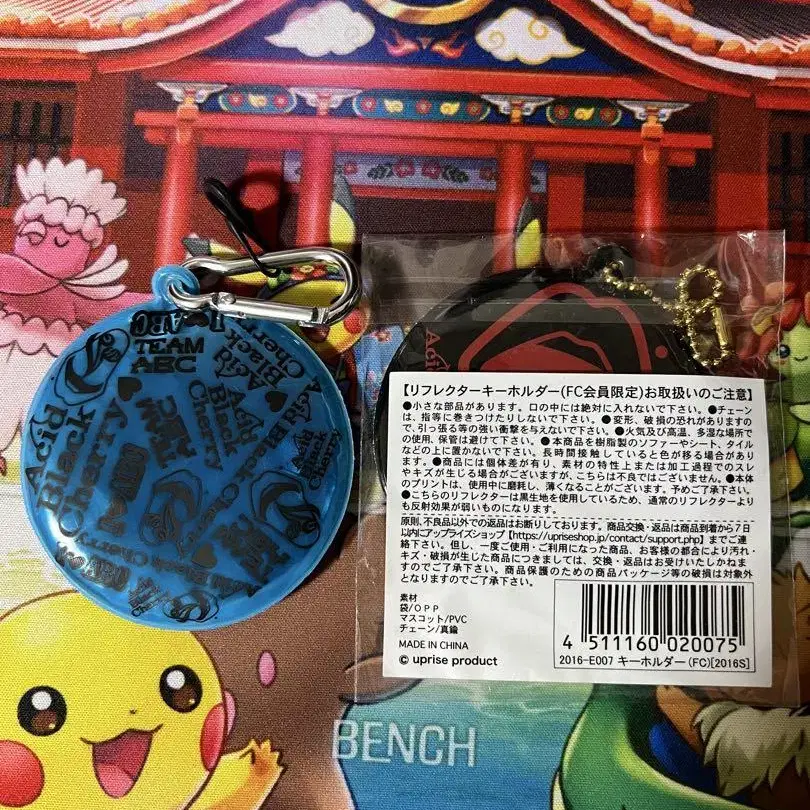 I♥ABC
TEAM
ABC
Acid
Black
Cherry
Acid
Black
Cherry
Acid
Black
Cherry
Acid
【リフレクターキーホルダー(FC会員限定)お取扱いのご注意】
●小さな部品があります。口の中には絶対に入れないで下さい。●チェーン
は、指等に巻きつけたりしないで下さい。●変形、破損の恐れがありますの
で、引っ張る等の強い衝撃を与えないで下さい。●火気及び高温、多湿な場所で
の使用、保管は避けて下さい。●本商品を樹脂製のソファーやシート、タイル
などの上に置かないで下さい。長時間接触していると色が移る場合があり
ます。●商品には個体差が有り、素材の特性上または加工過程でのスレ
やキズが生じる場合がございますが、こちらは不良ではございません。●本体
のプリントは、使用中に磨耗し、薄くなることがございます。予めご了承下さい。
●こちらのリフレクターは黒生地を使用しているため、通常のリフレクターより
も反射効果が弱いものになります。
原則、不良品以外での返品はお断りしております。商品交換・返品は商品到着から7日
以内にアップライズショップ【https://upriseshop.jp/contact/support.php】までご連
絡下さい。但し、一度ご使用・ご利用になった商品、お客様の都合により汚れ・
キズ・破損が生じた商品につきましては、交換・返品はお受けいたしかねま
すのでご了承下さい。商品保護のための商品パッケージ等の破損は対象外
となりますのでご了承下さい。
素材
袋/OPP
マスコット/PVC
チェーン/真鍮
MADE IN CHINA
© uprise product
4 511160 020075
2016-E007 キーホルダー(FC)[2016S]
BENCH